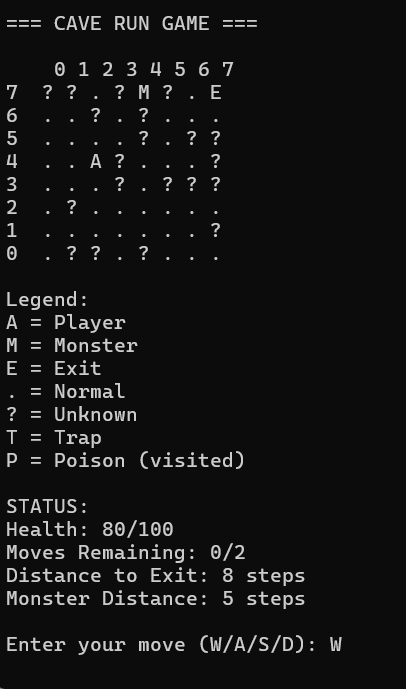 === CAVE RUN GAME ===
0 1 2 3 4 5 6 7
7 ? ? . ? M ? . E
6 . . ? . ? . . .
5 . . . . ? . ? ?
4 . . A ? . . . ?
3 . . . ? . ? ? ?
2 . ? . . . . . .
1 . . . . . . . ?
0 . ? ? . ? . . .
Legend:
A = Player
M = Monster
E = Exit
. = Normal
? = Unknown
T = Trap
P = Poison (visited)
STATUS:
Health: 80/100
Moves Remaining: 0/2
Distance to Exit: 8 steps
Monster Distance: 5 steps
Enter your move (W/A/S/D): W